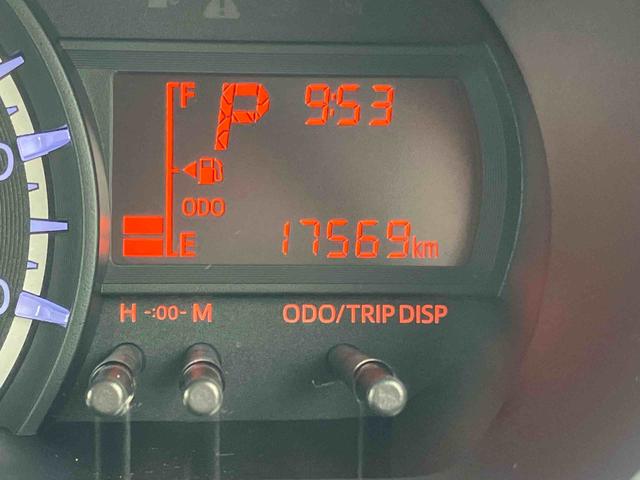 F P 9:53
ODO
E 17569km
H -:00- M ODO/TRIP DISP